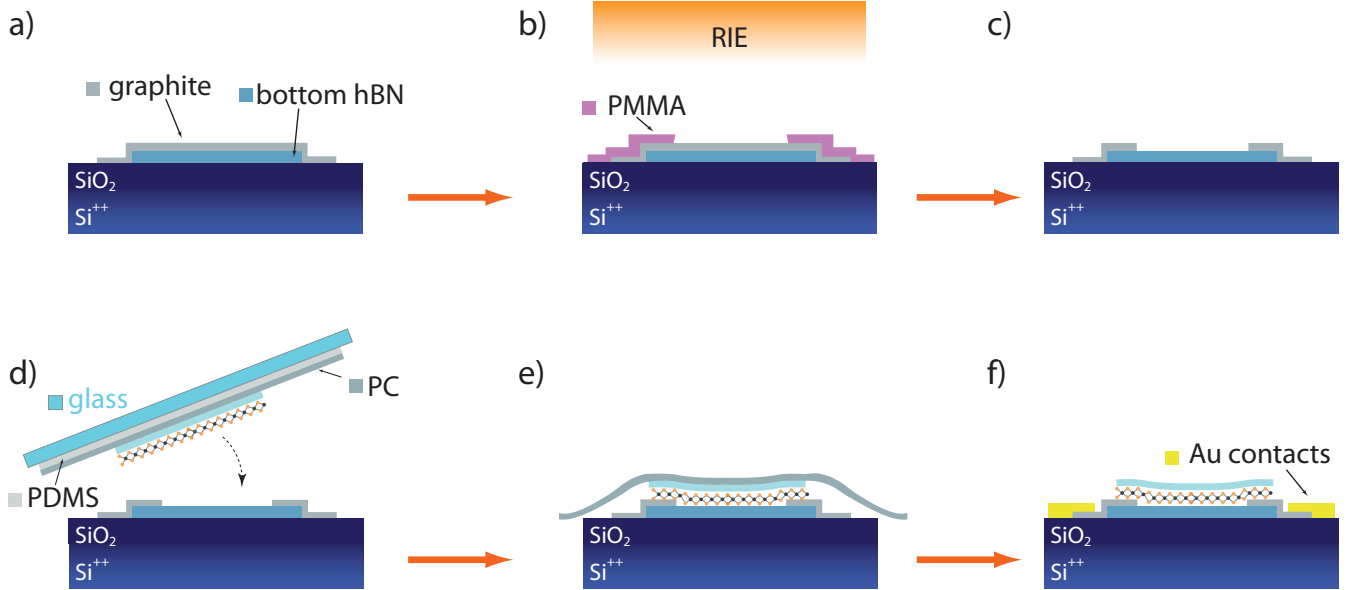 a)
graphite
bottom hBN
SiO₂
Si⁺⁺
b)
RIE
PMMA
SiO₂
Si⁺⁺
c)
SiO₂
Si⁺⁺
d)
glass
PC
PDMS
SiO₂
Si⁺⁺
e)
SiO₂
Si⁺⁺
f)
Au contacts
SiO₂
Si⁺⁺